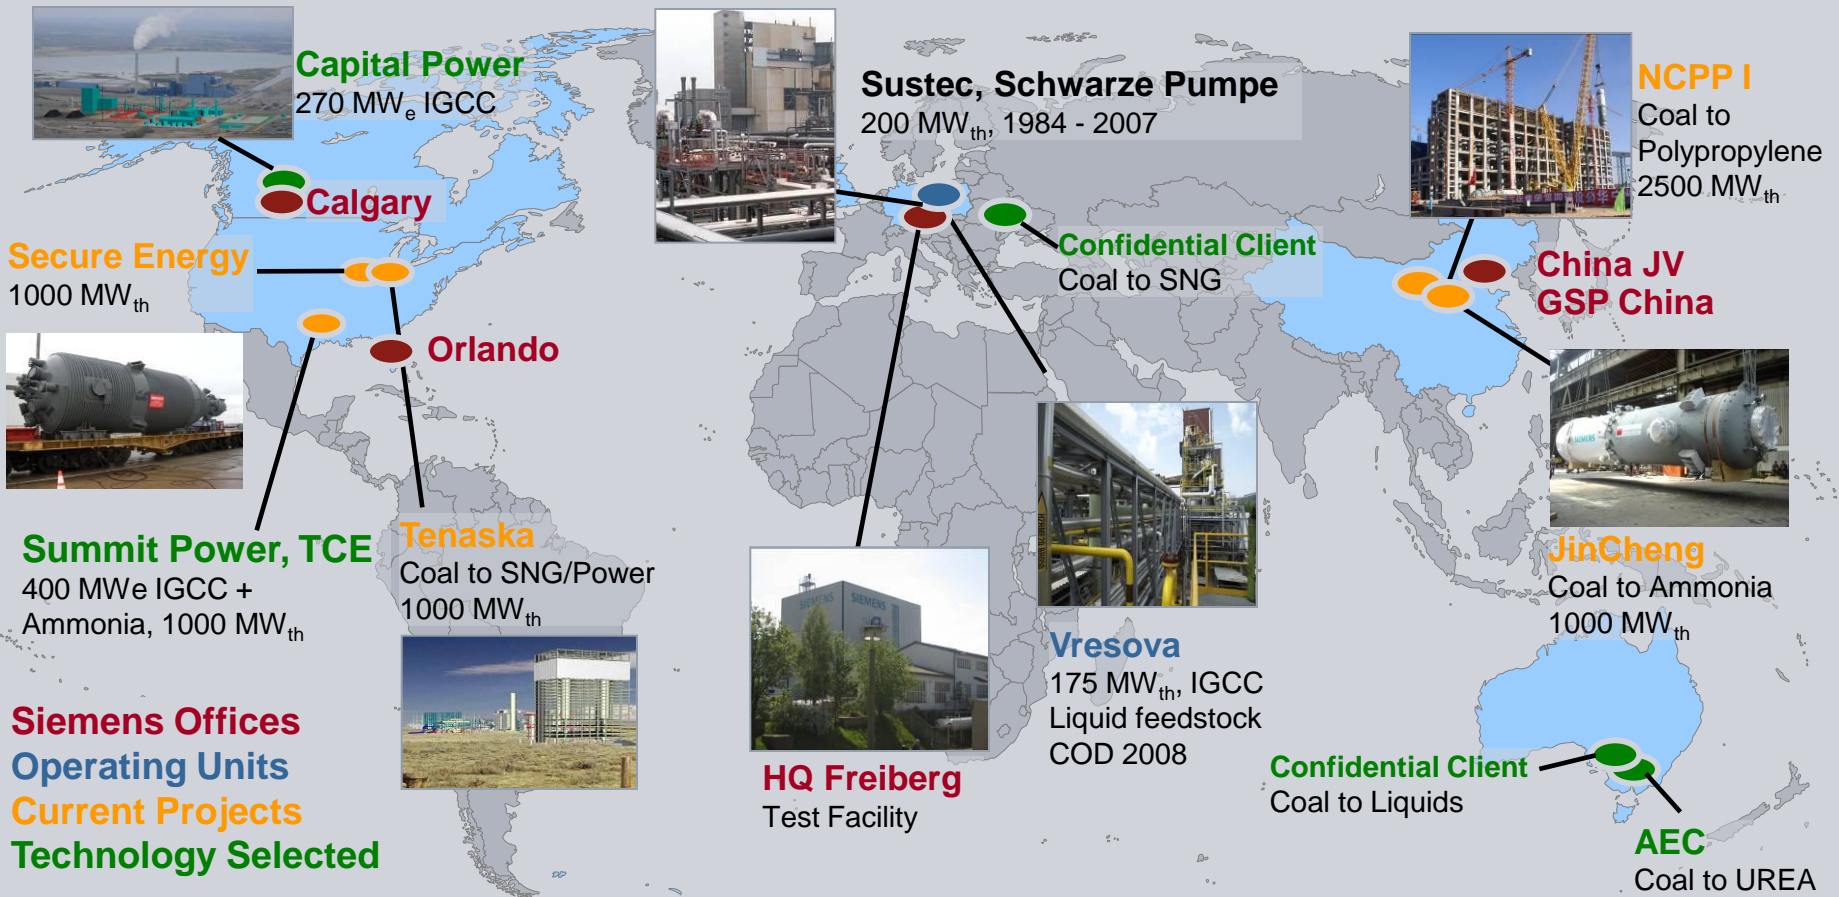 Capital Power
270 MWe IGCC
Calgary
Secure Energy
1000 MWth
Orlando
Summit Power, TCE
400 MWe IGCC +
Ammonia, 1000 MWth
Tenaska
Coal to SNG/Power
1000 MWth
Siemens Offices
Operating Units
Current Projects
Technology Selected
Sustec, Schwarze Pumpe
200 MWth, 1984 - 2007
Confidential Client
Coal to SNG
SIEMENS
SIEMENS
HQ Freiberg
Test Facility
Vresova
175 MWth, IGCC
Liquid feedstock
COD 2008
NCPP I
Coal to
Polypropylene
2500 MWth
China JV
GSP China
SIEMENS
JinCheng
Coal to Ammonia
1000 MWth
Confidential Client
Coal to Liquids
AEC
Coal to UREA